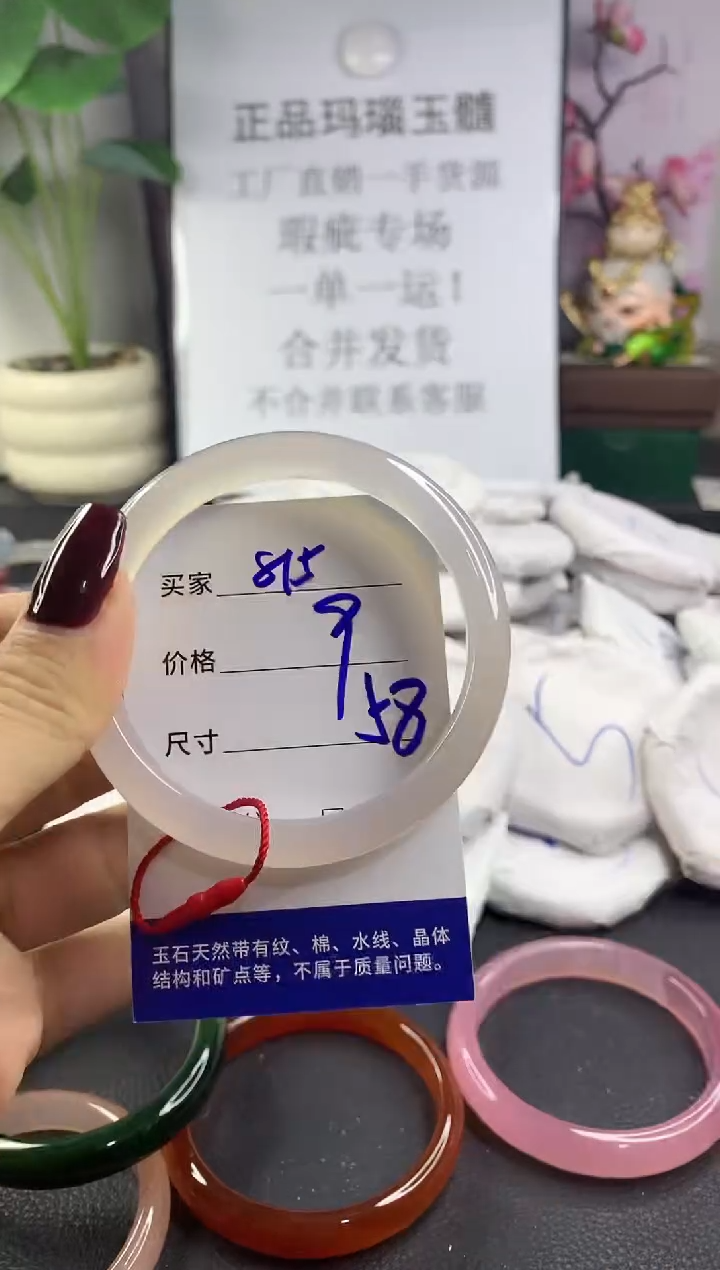 正品玛瑙玉髓
工厂直销一手货源
瑕疵专场
一单一运！
合并发货
不合并联系客服
买家 815
价格 9
尺寸 58
玉石天然带有纹、棉、水线、晶体
结构和矿点等，不属于质量问题。